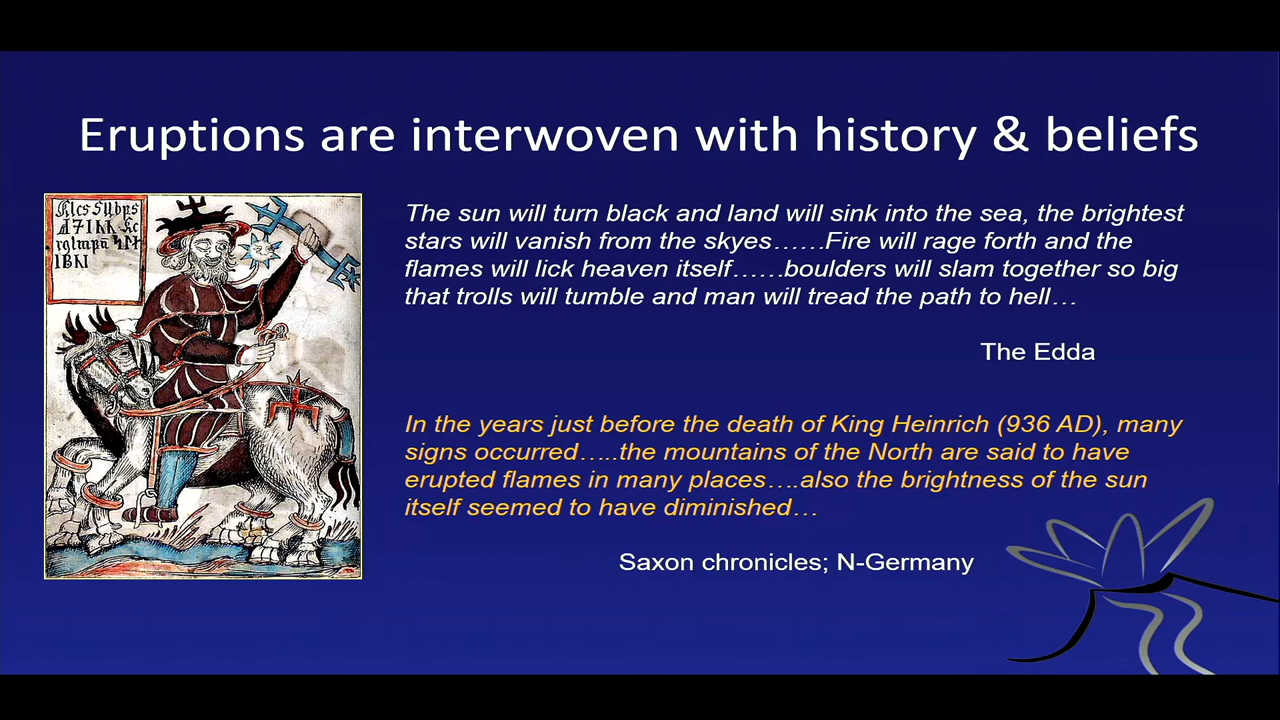 Eruptions are interwoven with history & beliefs
The sun will turn black and land will sink into the sea, the brightest
stars will vanish from the skyes……Fire will rage forth and the
flames will lick heaven itself……boulders will slam together so big
that trolls will tumble and man will tread the path to hell…
The Edda
In the years just before the death of King Heinrich (936 AD), many
signs occurred…..the mountains of the North are said to have
erupted flames in many places….also the brightness of the sun
itself seemed to have diminished…
Saxon chronicles; N-Germany